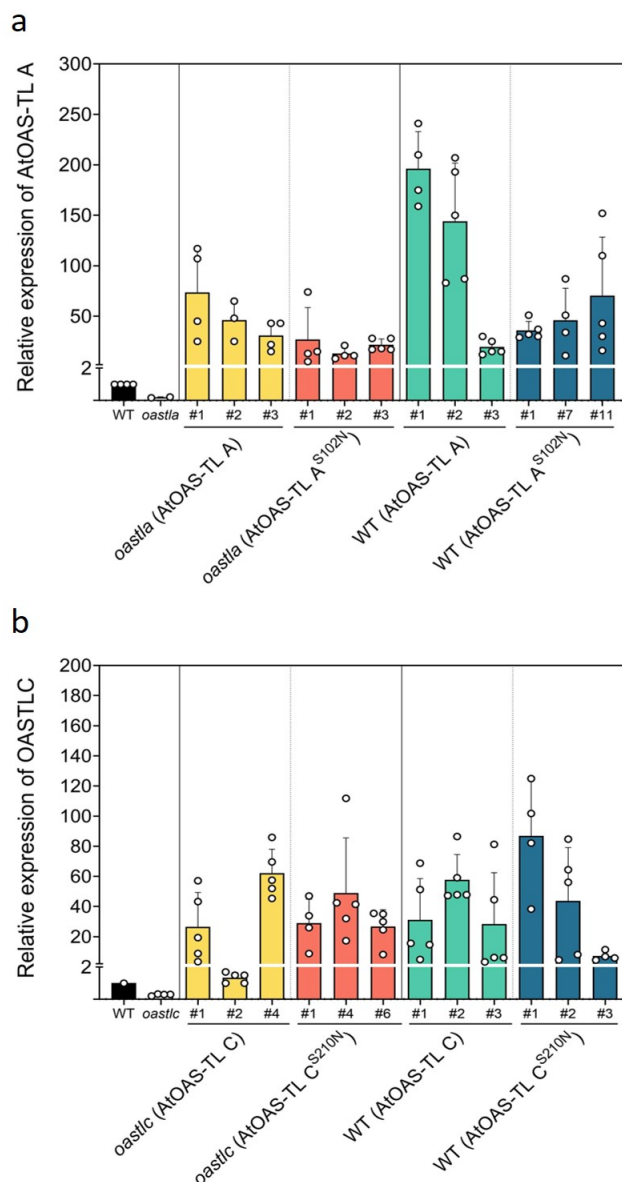 a
Relative expression of AtOAS-TL A
300
250
200
150
100
50
2
WT oastla #1 #2 #3 #1 #2 #3 #1 #2 #3 #1 #7 #11
oastla (AtOAS-TL A)
oastla (AtOAS-TL A^S102N)
WT (AtOAS-TL A)
WT (AtOAS-TL A^S102N)
b
Relative expression of OASTLC
200
180
160
140
120
100
80
60
40
20
2
WT oastlc #1 #2 #4 #1 #4 #6 #1 #2 #3 #1 #2 #3
oastlc (AtOAS-TL C)
oastlc (AtOAS-TL C^S210N)
WT (AtOAS-TL C)
WT (AtOAS-TL C^S210N)